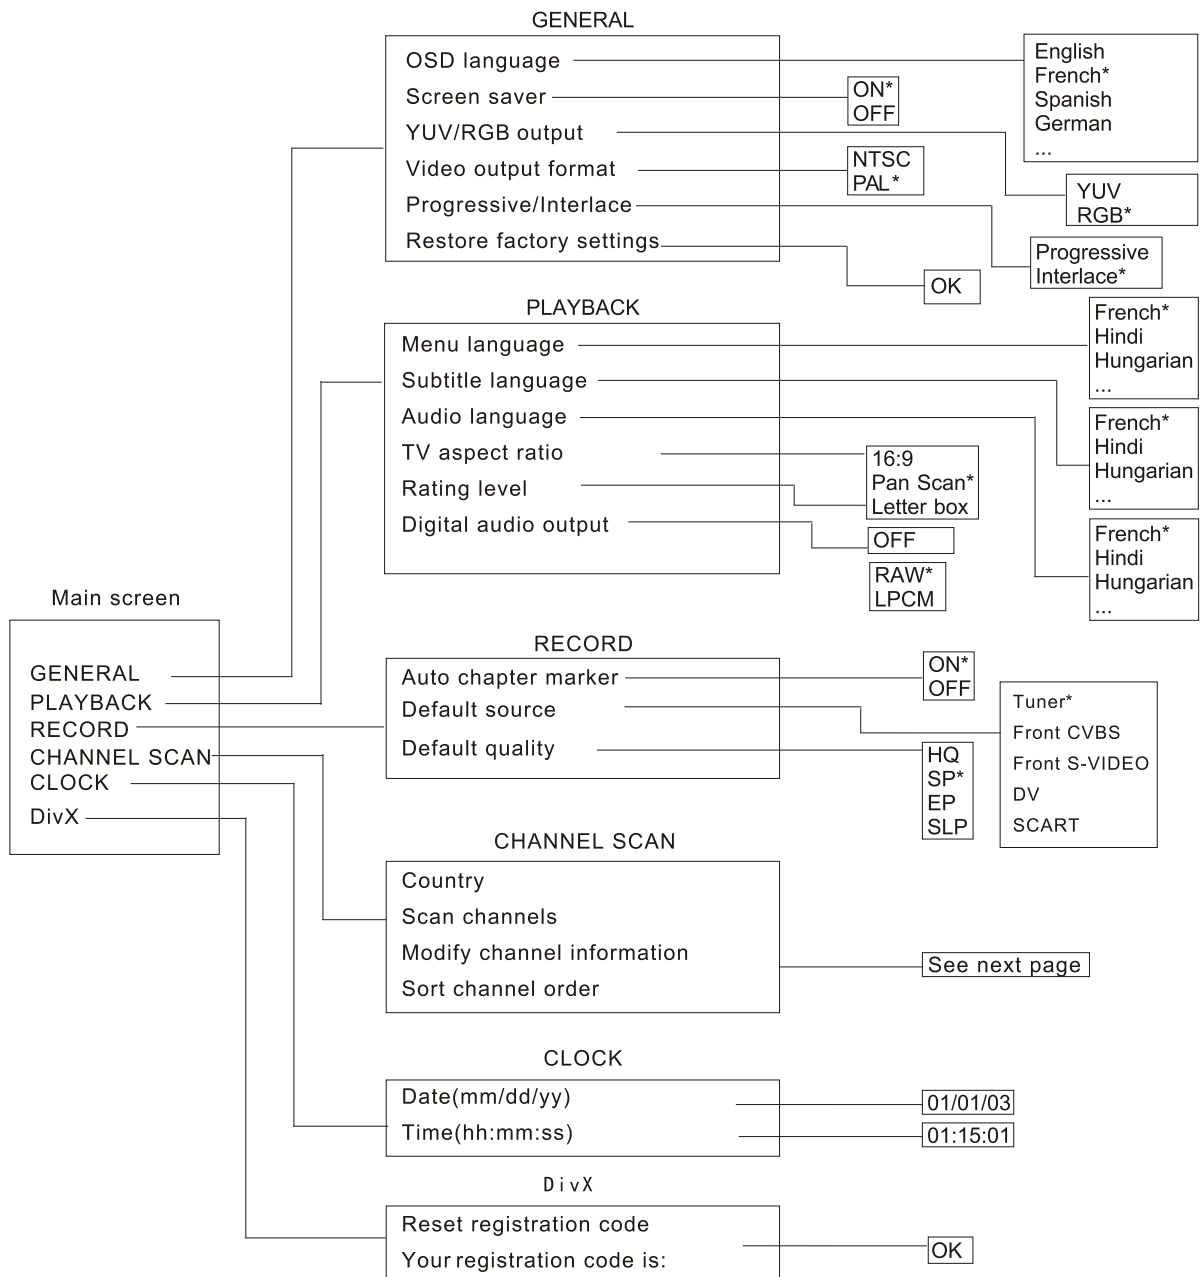 GENERAL
OSD language
Screen saver
YUV/RGB output
Video output format
Progressive/Interlace
Restore factory settings
English
French*
Spanish
German
...
ON*
OFF
NTSC
PAL*
YUV
RGB*
Progressive
Interlace*
OK
PLAYBACK
Menu language
Subtitle language
Audio language
TV aspect ratio
Rating level
Digital audio output
French*
Hindi
Hungarian
...
French*
Hindi
Hungarian
...
French*
Hindi
Hungarian
...
16:9
Pan Scan*
Letter box
OFF
RAW*
LPCM
Main screen
GENERAL
PLAYBACK
RECORD
CHANNEL SCAN
CLOCK
DivX
RECORD
Auto chapter marker
Default source
Default quality
ON*
OFF
Tuner*
Front CVBS
Front S-VIDEO
DV
SCART
HQ
SP*
EP
SLP
CHANNEL SCAN
Country
Scan channels
Modify channel information
Sort channel order
See next page
CLOCK
Date(mm/dd/yy)
Time(hh:mm:ss)
01/01/03
01:15:01
DivX
Reset registration code
Your registration code is:
OK